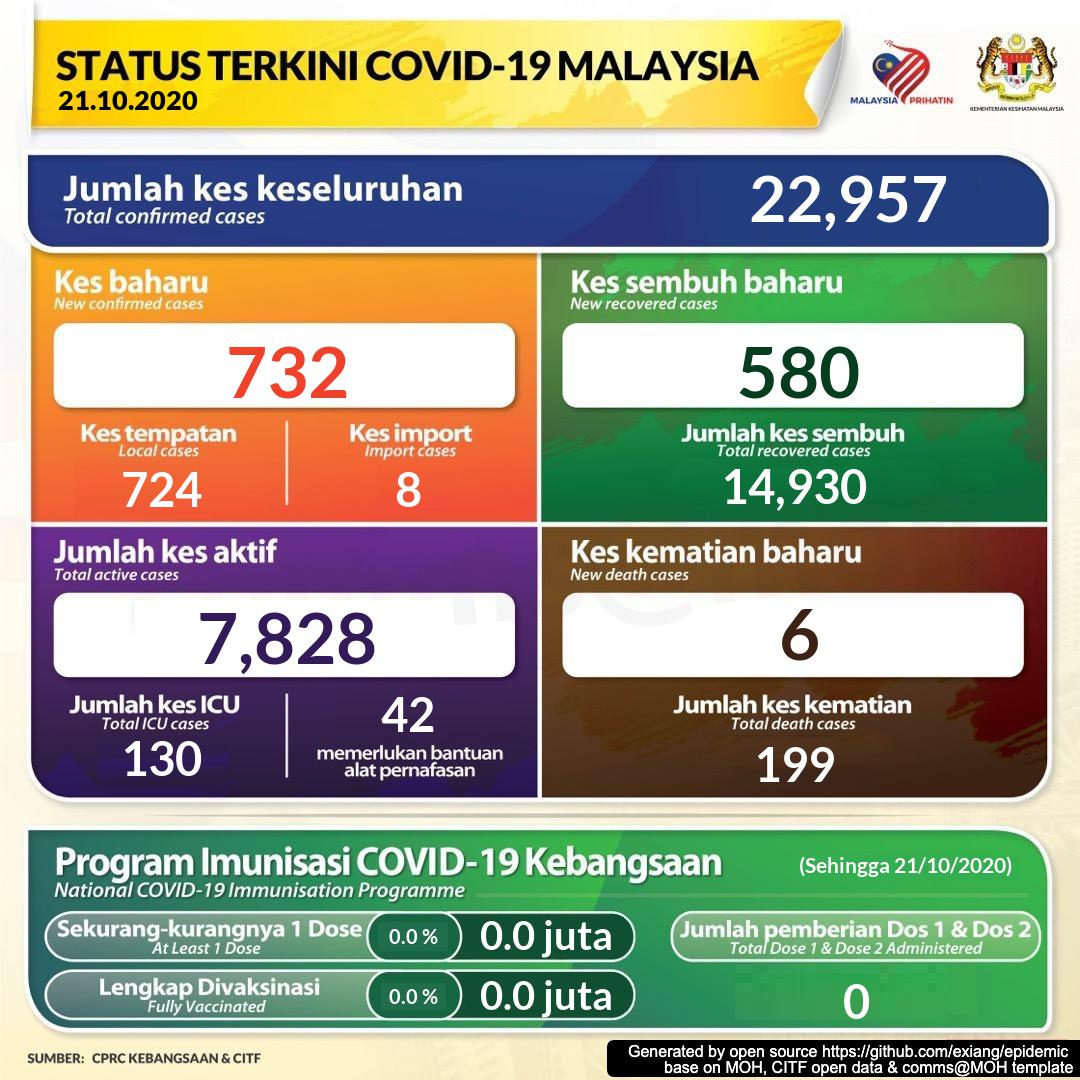 STATUS TERKINI COVID-19 MALAYSIA
21.10.2020
MALAYSIA PRIHATIN
KEMENTERIAN KESIHATAN MALAYSIA
Jumlah kes keseluruhan
Total confirmed cases
22,957
Kes baharu
New confirmed cases
732
Kes tempatan
Local cases
724
Kes import
Import cases
8
Kes sembuh baharu
New recovered cases
580
Jumlah kes sembuh
Total recovered cases
14,930
Jumlah kes aktif
Total active cases
7,828
Jumlah kes ICU
Total ICU cases
130
42
memerlukan bantuan
alat pernafasan
Kes kematian baharu
New death cases
6
Jumlah kes kematian
Total death cases
199
Program Imunisasi COVID-19 Kebangsaan
National COVID-19 Immunisation Programme
(Sehingga 21/10/2020)
Sekurang-kurangnya 1 Dose
At Least 1 Dose
0.0 %
0.0 juta
Lengkap Divaksinasi
Fully Vaccinated
0.0 %
0.0 juta
Jumlah pemberian Dos 1 & Dos 2
Total Dose 1 & Dose 2 Administered
0
SUMBER: CPRC KEBANGSAAN & CITF
Generated by open source https://github.com/exiang/epidemic
base on MOH, CITF open data & comms@MOH template